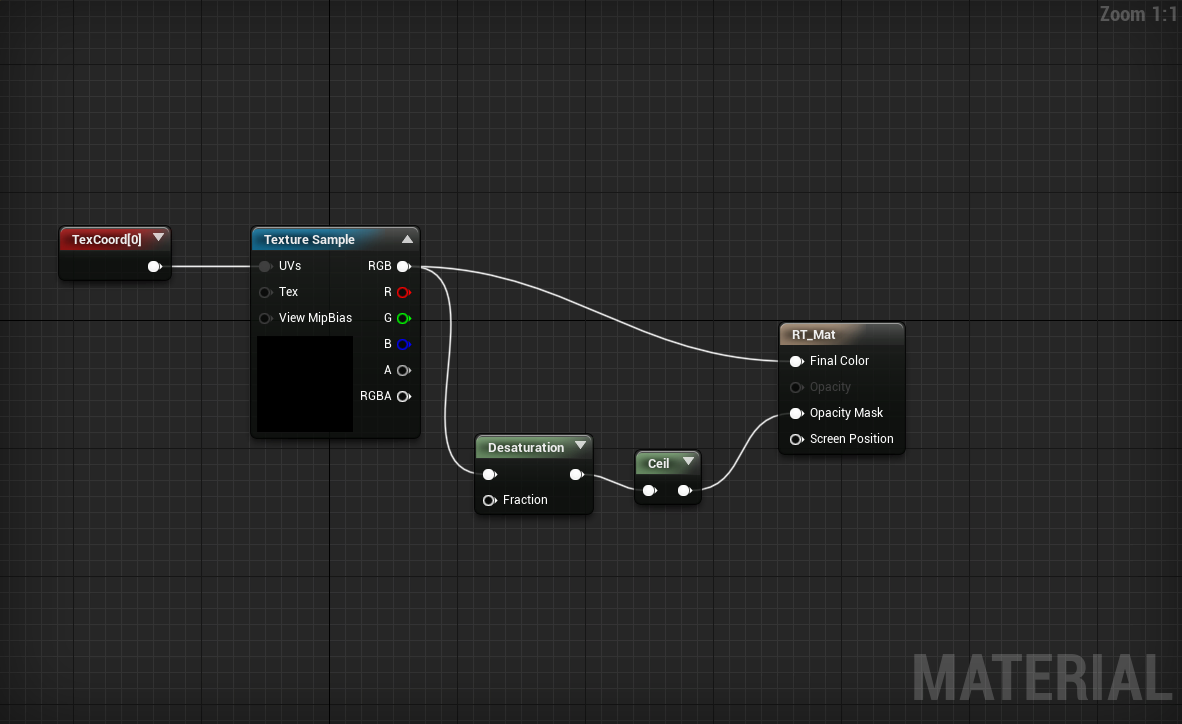 Zoom 1:1
TexCoord[0]
Texture Sample
UVs
RGB
Tex
R
View MipBias
G
B
A
RGBA
RT_Mat
Final Color
Opacity
Opacity Mask
Screen Position
Desaturation
Fraction
Ceil
MATERIAL